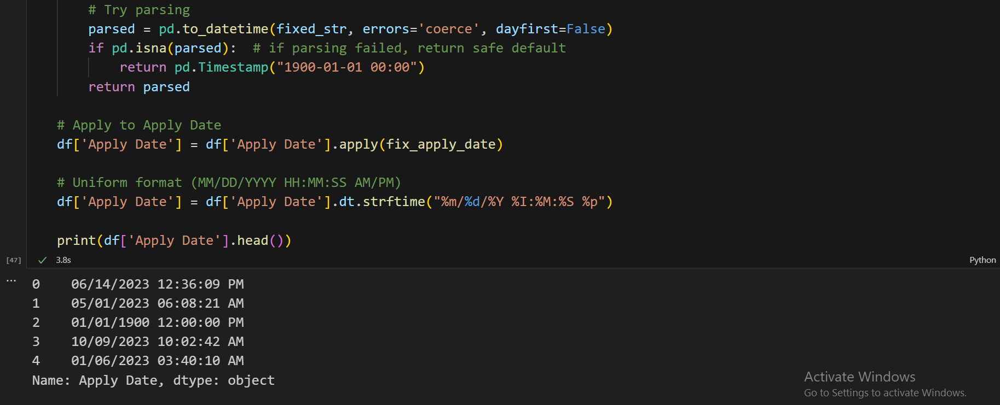 # Try parsing
parsed = pd.to_datetime(fixed_str, errors='coerce', dayfirst=False)
if pd.isna(parsed):  # if parsing failed, return safe default
    return pd.Timestamp("1900-01-01 00:00")
return parsed
# Apply to Apply Date
df['Apply Date'] = df['Apply Date'].apply(fix_apply_date)
# Uniform format (MM/DD/YYYY HH:MM:SS AM/PM)
df['Apply Date'] = df['Apply Date'].dt.strftime("%m/%d/%Y %I:%M:%S %p")
print(df['Apply Date'].head())
[47] ✓ 3.8s Python
... 0    06/14/2023 12:36:09 PM
1    05/01/2023 06:08:21 AM
2    01/01/1900 12:00:00 PM
3    10/09/2023 10:02:42 AM
4    01/06/2023 03:40:10 AM
Name: Apply Date, dtype: object
Activate Windows
Go to Settings to activate Windows.